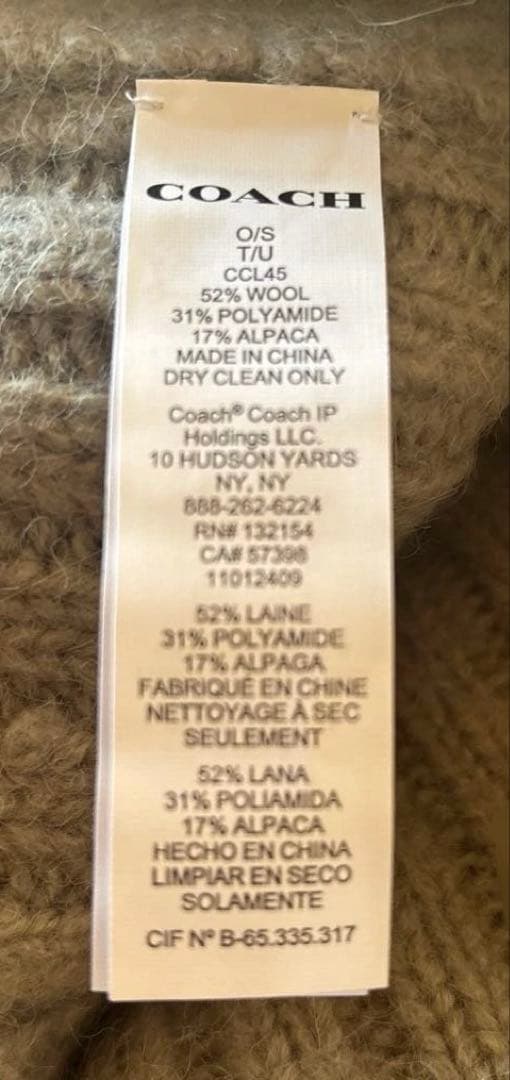 COACH
O/S
T/U
CCL45
52% WOOL
31% POLYAMIDE
17% ALPACA
MADE IN CHINA
DRY CLEAN ONLY
Coach® Coach IP
Holdings LLC.
10 HUDSON YARDS
NY, NY
888-262-6224
RN# 132154
CA# 57398
11012409
52% LAINE
31% POLYAMIDE
17% ALPAGA
FABRIQUÉ EN CHINE
NETTOYAGE À SEC
SEULEMENT
52% LANA
31% POLIAMIDA
17% ALPACA
HECHO EN CHINA
LIMPIAR EN SECO
SOLAMENTE
CIF Nº B-65.335.317